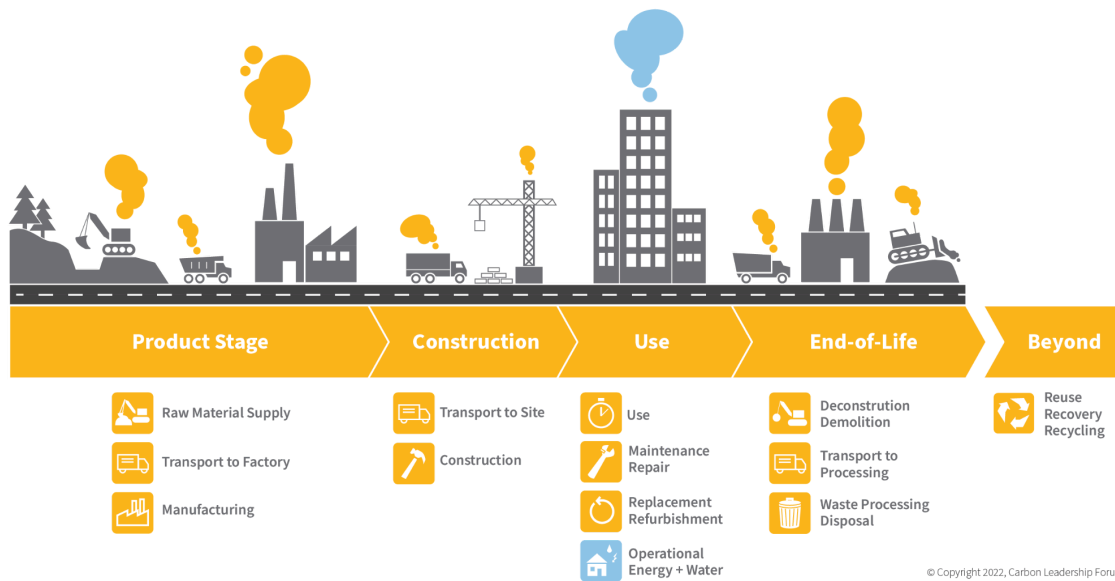 Product Stage
Construction
Use
End-of-Life
Beyond
Raw Material Supply
Transport to Factory
Manufacturing
Transport to Site
Construction
Use
Maintenance
Repair
Replacement
Refurbishment
Operational
Energy + Water
Deconstrution
Demolition
Transport to
Processing
Waste Processing
Disposal
Reuse
Recovery
Recycling
© Copyright 2022, Carbon Leadership Foru